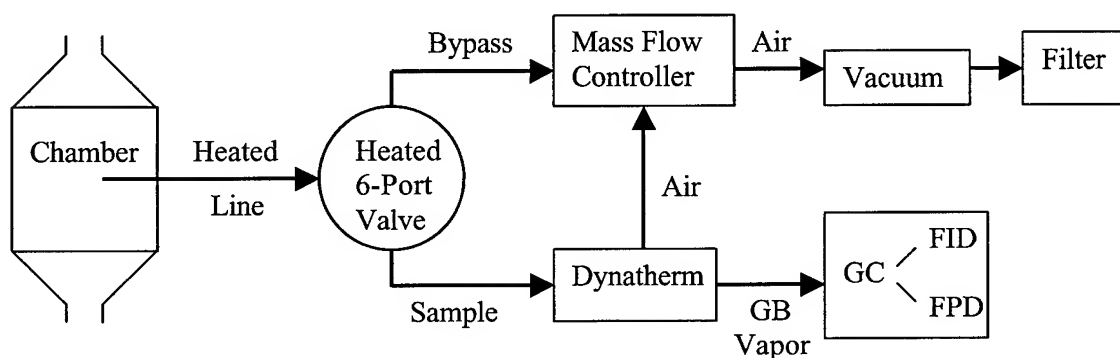 Chamber
Heated
Line
Heated
6-Port
Valve
Bypass
Mass Flow
Controller
Air
Vacuum
Filter
Air
Sample
Dynatherm
GB
Vapor
GC
FID
FPD